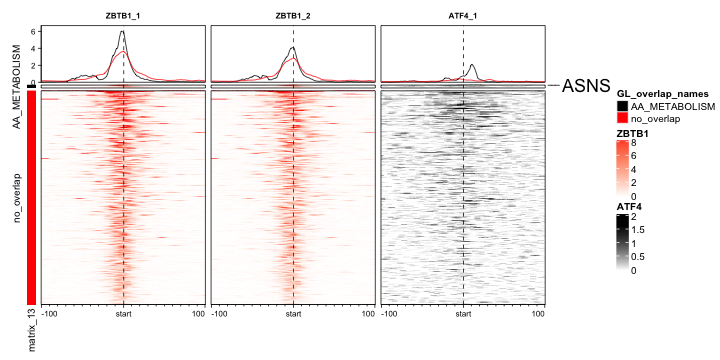 ZBTB1_1 ZBTB1_2 ATF4_1
6
4
2
0
AA_METABOLISM
ASNS
no_overlap
matrix_13
-100 start 100 -100 start 100 -100 start 100
GL_overlap_names
AA_METABOLISM
no_overlap
ZBTB1
8
6
4
2
0
ATF4
2
1.5
1
0.5
0